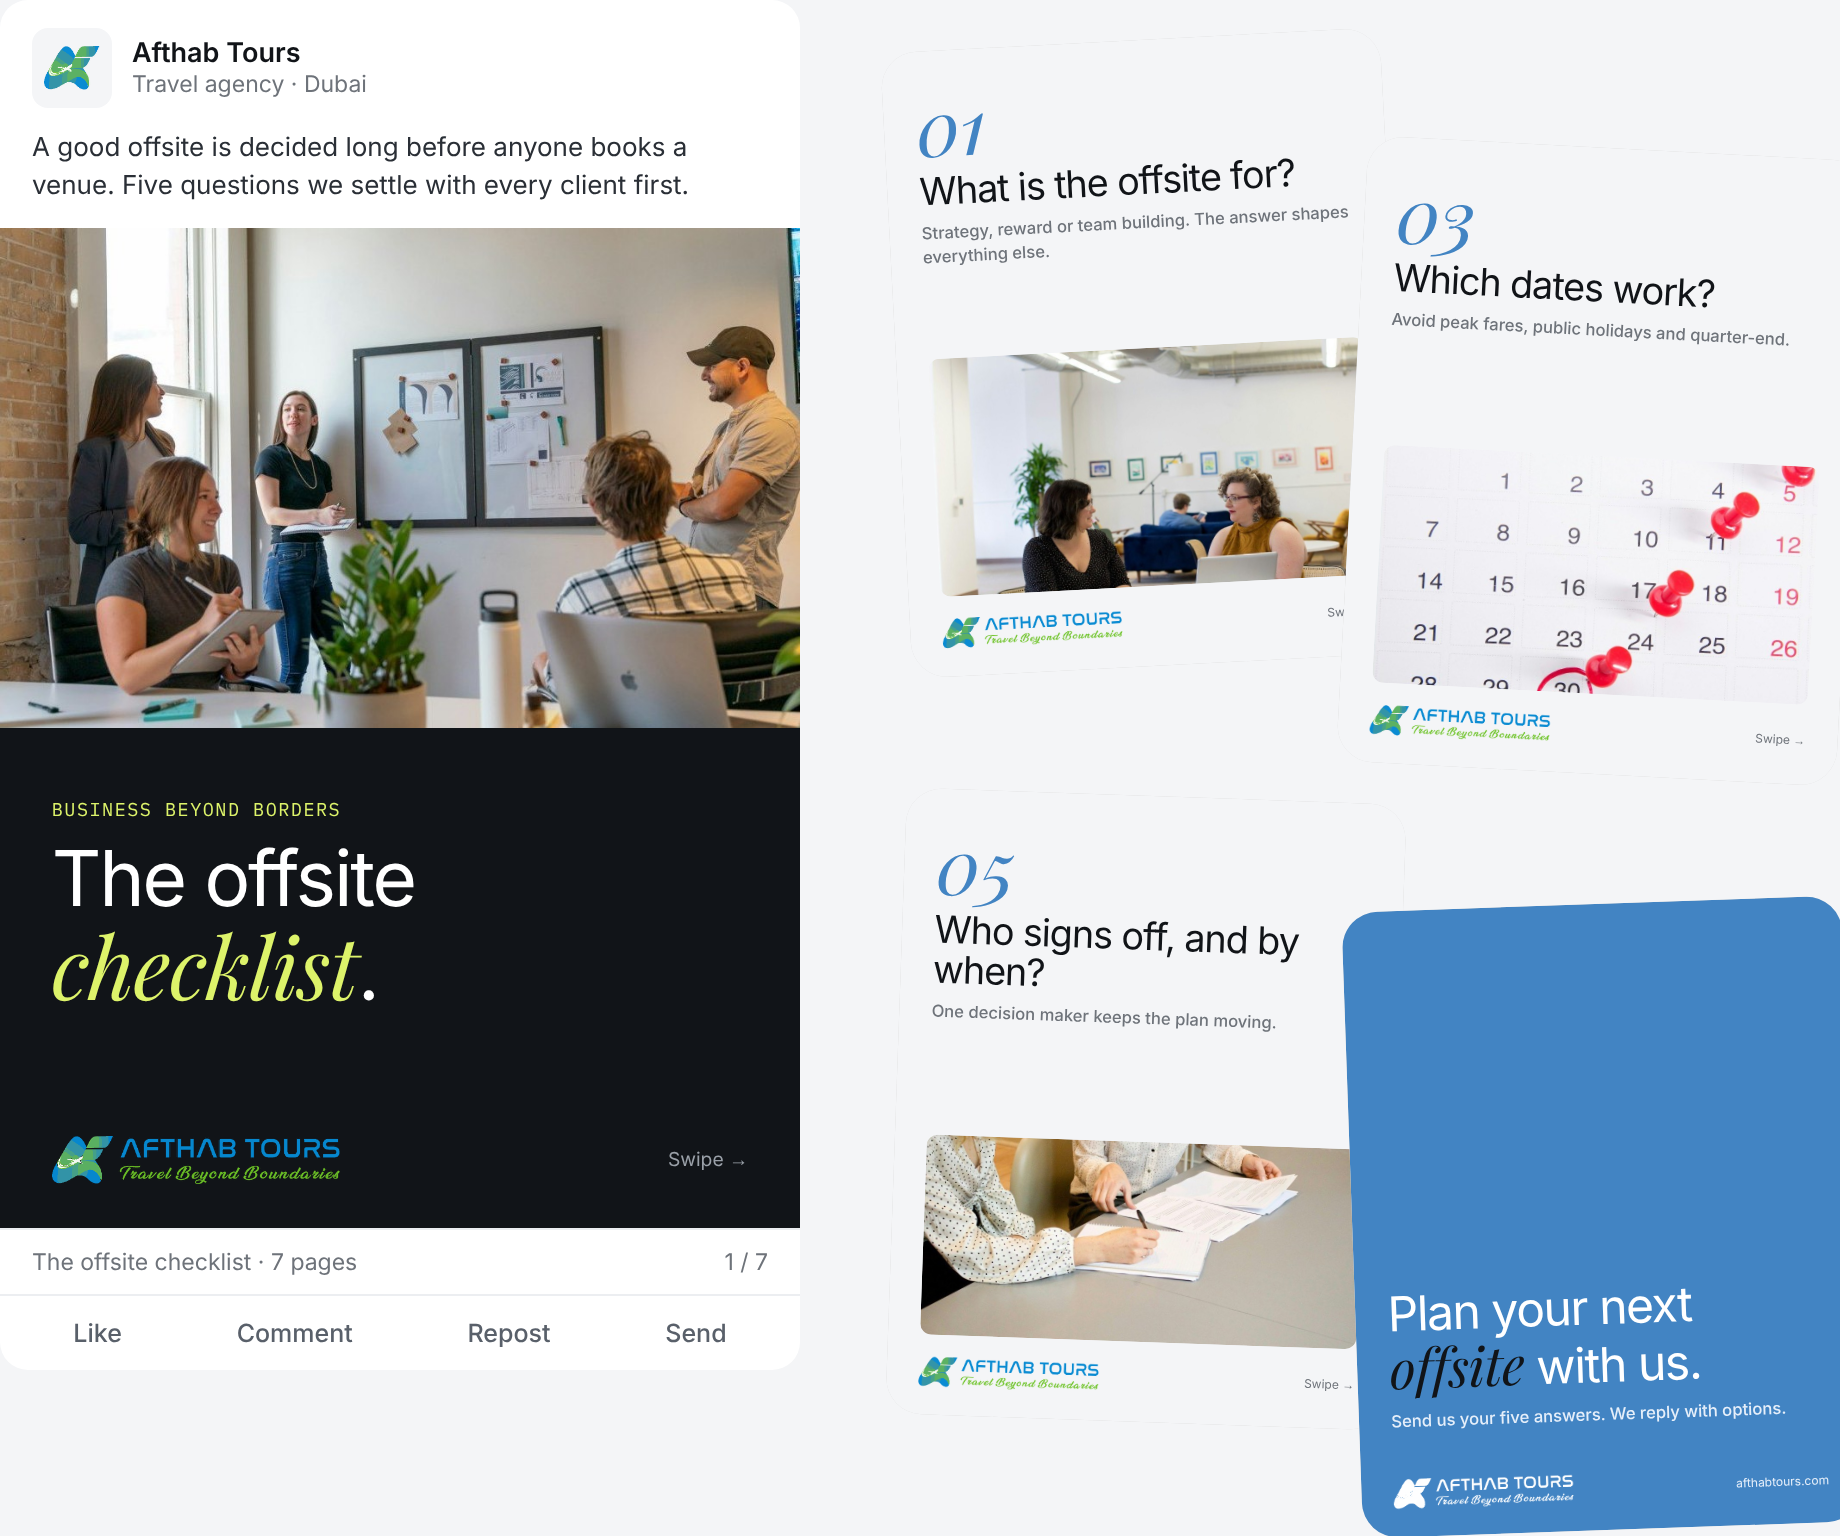 Afthab Tours
Travel agency · Dubai
A good offsite is decided long before anyone books a
venue. Five questions we settle with every client first.
BUSINESS BEYOND BORDERS
The offsite
checklist.
AFTHAB TOURS
Travel Beyond Boundaries
Swipe →
The offsite checklist · 7 pages
1 / 7
Like
Comment
Repost
Send
01
What is the offsite for?
Strategy, reward or team building. The answer shapes
everything else.
AFTHAB TOURS
Travel Beyond Boundaries
Sw
03
Which dates work?
Avoid peak fares, public holidays and quarter-end.
1 2 3 4 5
7 8 9 10 11 12
14 15 16 17 18 19
21 22 23 24 25 26
28 29 30
AFTHAB TOURS
Travel Beyond Boundaries
Swipe →
05
Who signs off, and by
when?
One decision maker keeps the plan moving.
AFTHAB TOURS
Travel Beyond Boundaries
Swipe →
Plan your next
offsite with us.
Send us your five answers. We reply with options.
AFTHAB TOURS
Travel Beyond Boundaries
afthabtours.com